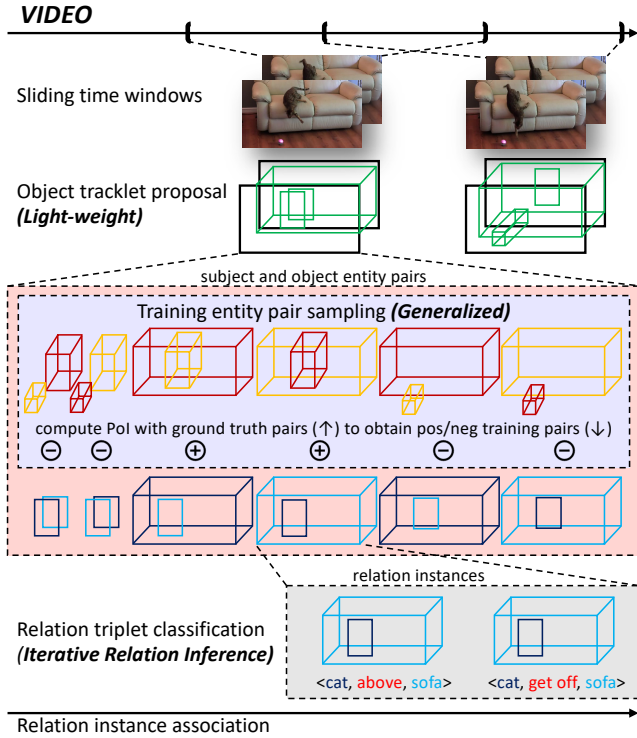 VIDEO
Sliding time windows
Object tracklet proposal
(Light-weight)
subject and object entity pairs
Training entity pair sampling (Generalized)
compute PoI with ground truth pairs (↑) to obtain pos/neg training pairs (↓)
⊖ ⊖ ⊕ ⊕ ⊖ ⊖
relation instances
Relation triplet classification
(Iterative Relation Inference)
<cat, above, sofa> <cat, get off, sofa>
Relation instance association